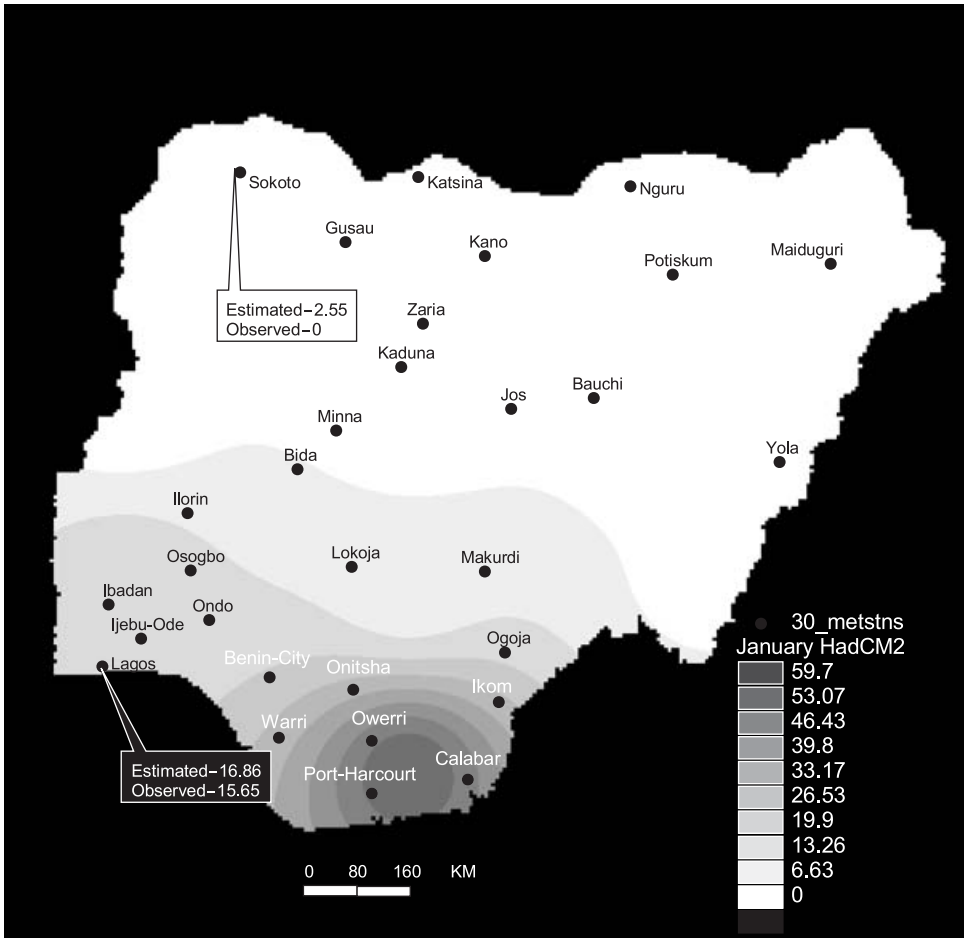 Sokoto
Katsina
Nguru
Gusau
Kano
Maiduguri
Potiskum
Estimated–2.55
Observed–0
Zaria
Kaduna
Bauchi
Jos
Minna
Yola
Bida
Ilorin
Lokoja
Makurdi
Osogbo
Ibadan
Ondo
Ijebu-Ode
Ogoja
Lagos
Benin-City
Onitsha
Ikom
Warri
Owerri
Calabar
Port-Harcourt
Estimated–16.86
Observed–15.65
30_metstns
January HadCM2
59.7
53.07
46.43
39.8
33.17
26.53
19.9
13.26
6.63
0
0 80 160 KM